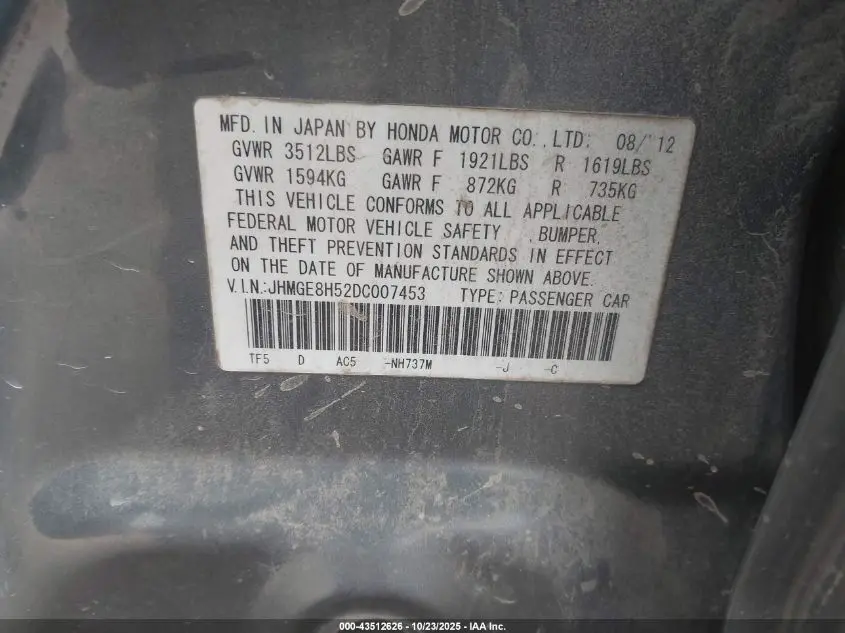 MFD. IN JAPAN BY HONDA MOTOR CO., LTD. 08/'12
GVWR 3512LBS GAWR F 1921LBS R 1619LBS
GVWR 1594KG GAWR F 872KG R 735KG
THIS VEHICLE CONFORMS TO ALL APPLICABLE
FEDERAL MOTOR VEHICLE SAFETY , BUMPER,
AND THEFT PREVENTION STANDARDS IN EFFECT
ON THE DATE OF MANUFACTURE SHOWN ABOVE.
V.I.N.:JHMGE8H52DC007453 TYPE: PASSENGER CAR
TF5 D AC5 -NH737M -J -C
000-43512626 | 10/23/2025 - IAA Inc.